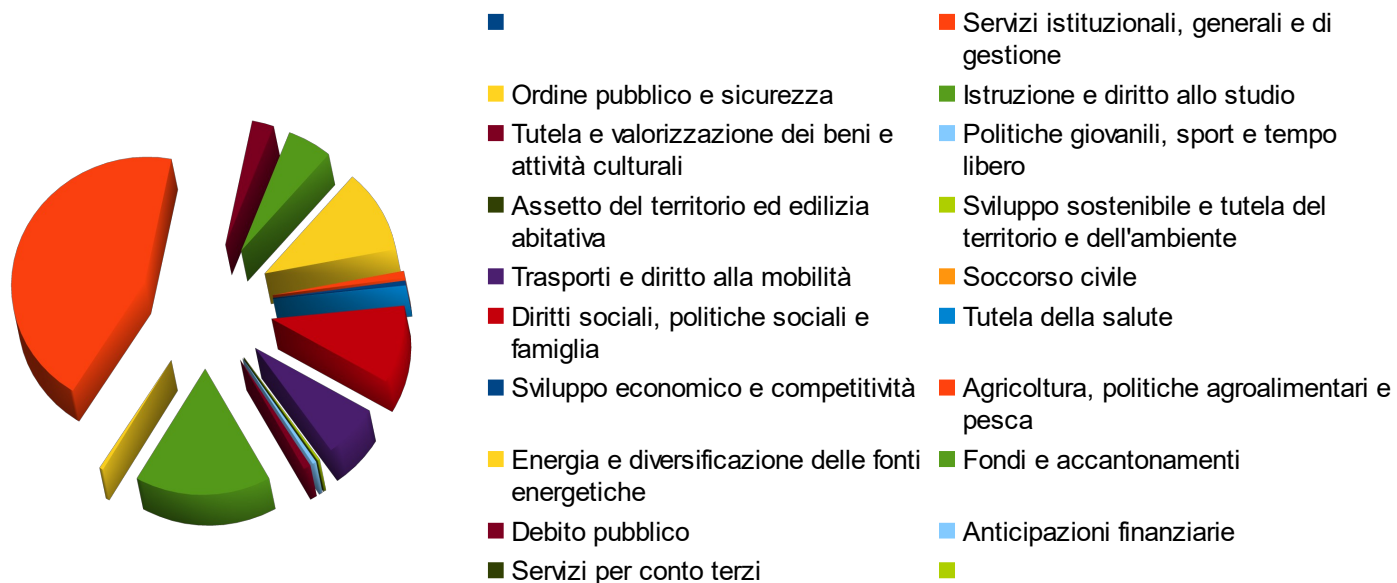 Servizi istituzionali, generali e di
gestione
Ordine pubblico e sicurezza
Istruzione e diritto allo studio
Tutela e valorizzazione dei beni e
attività culturali
Politiche giovanili, sport e tempo
libero
Assetto del territorio ed edilizia
abitativa
Sviluppo sostenibile e tutela del
territorio e dell'ambiente
Trasporti e diritto alla mobilità
Soccorso civile
Diritti sociali, politiche sociali e
famiglia
Tutela della salute
Sviluppo economico e competitività
Agricoltura, politiche agroalimentari e
pesca
Energia e diversificazione delle fonti
energetiche
Fondi e accantonamenti
Debito pubblico
Anticipazioni finanziarie
Servizi per conto terzi